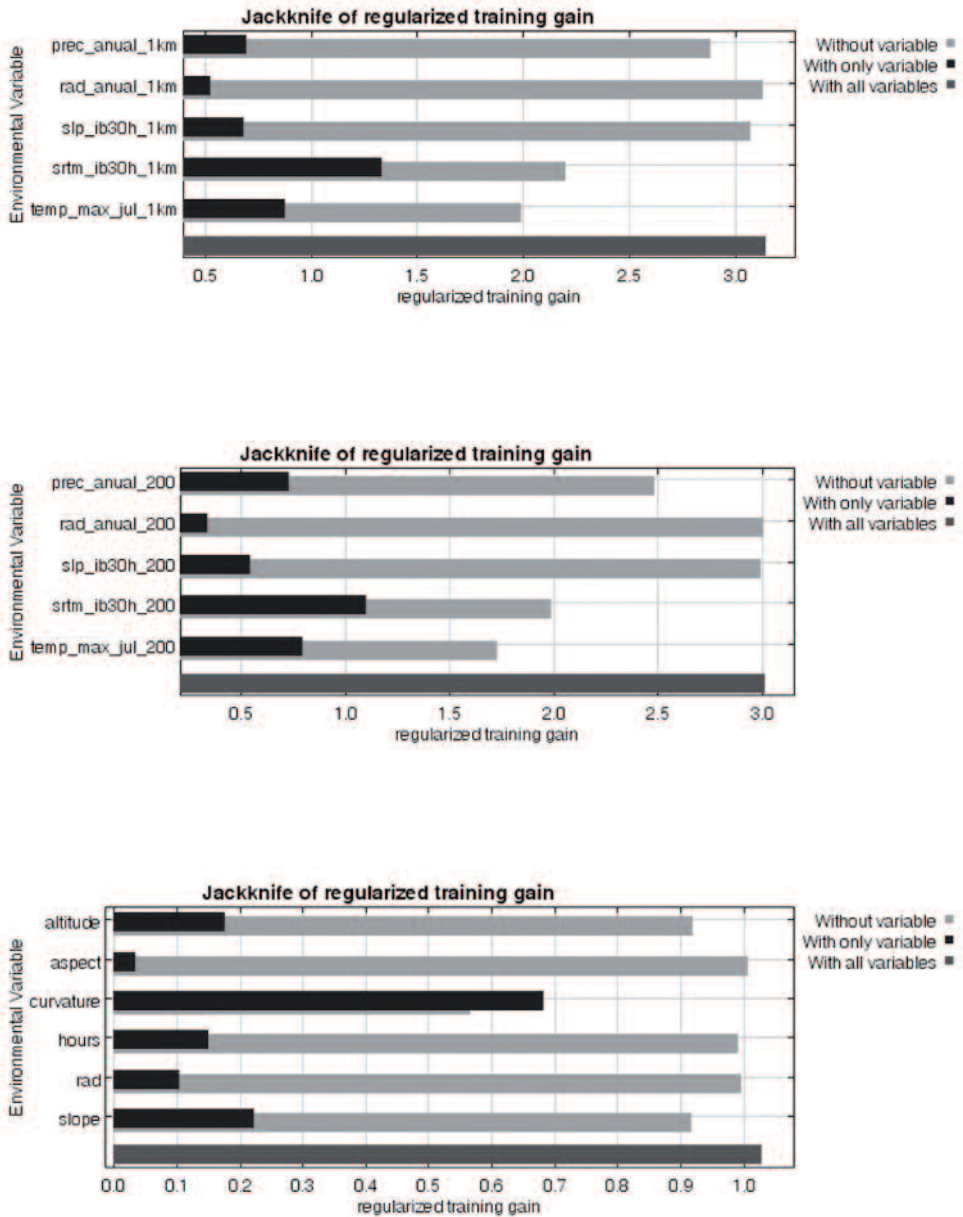 Jackknife of regularized training gain
Environmental Variable
prec_anual_1km
rad_anual_1km
slp_ib30h_1km
srtm_ib30h_1km
temp_max_jul_1km
Without variable
With only variable
With all variables
0.5 1.0 1.5 2.0 2.5 3.0
regularized training gain
Jackknife of regularized training gain
Environmental Variable
prec_anual_200
rad_anual_200
slp_ib30h_200
srtm_ib30h_200
temp_max_jul_200
Without variable
With only variable
With all variables
0.5 1.0 1.5 2.0 2.5 3.0
regularized training gain
Jackknife of regularized training gain
Environmental Variable
altitude
aspect
curvature
hours
rad
slope
Without variable
With only variable
With all variables
0.0 0.1 0.2 0.3 0.4 0.5 0.6 0.7 0.8 0.9 1.0
regularized training gain